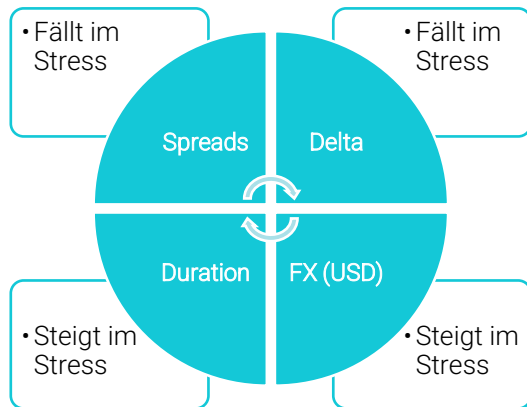 • Fällt im
Stress
• Fällt im
Stress
Spreads
Delta
Duration
FX (USD)
• Steigt im
Stress
• Steigt im
Stress